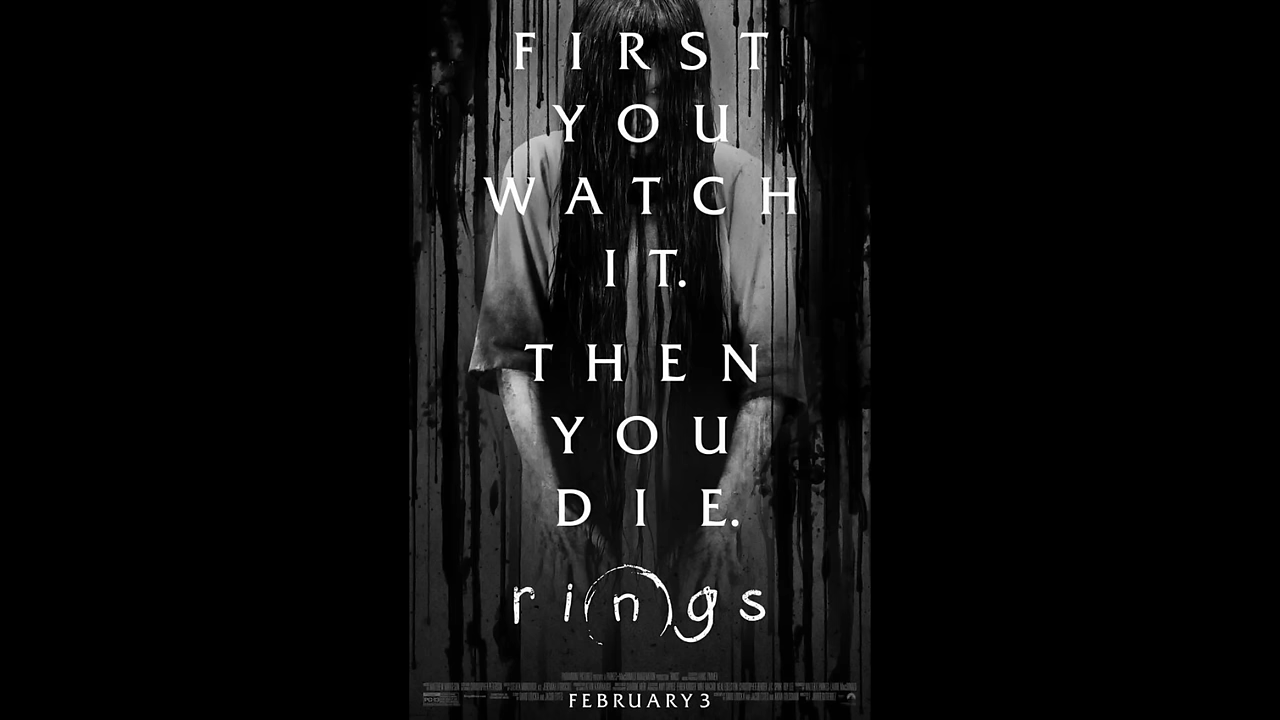 FIRST
YOU
WATCH
IT.
THEN
YOU
DIE.
rings
FEBRUARY 3